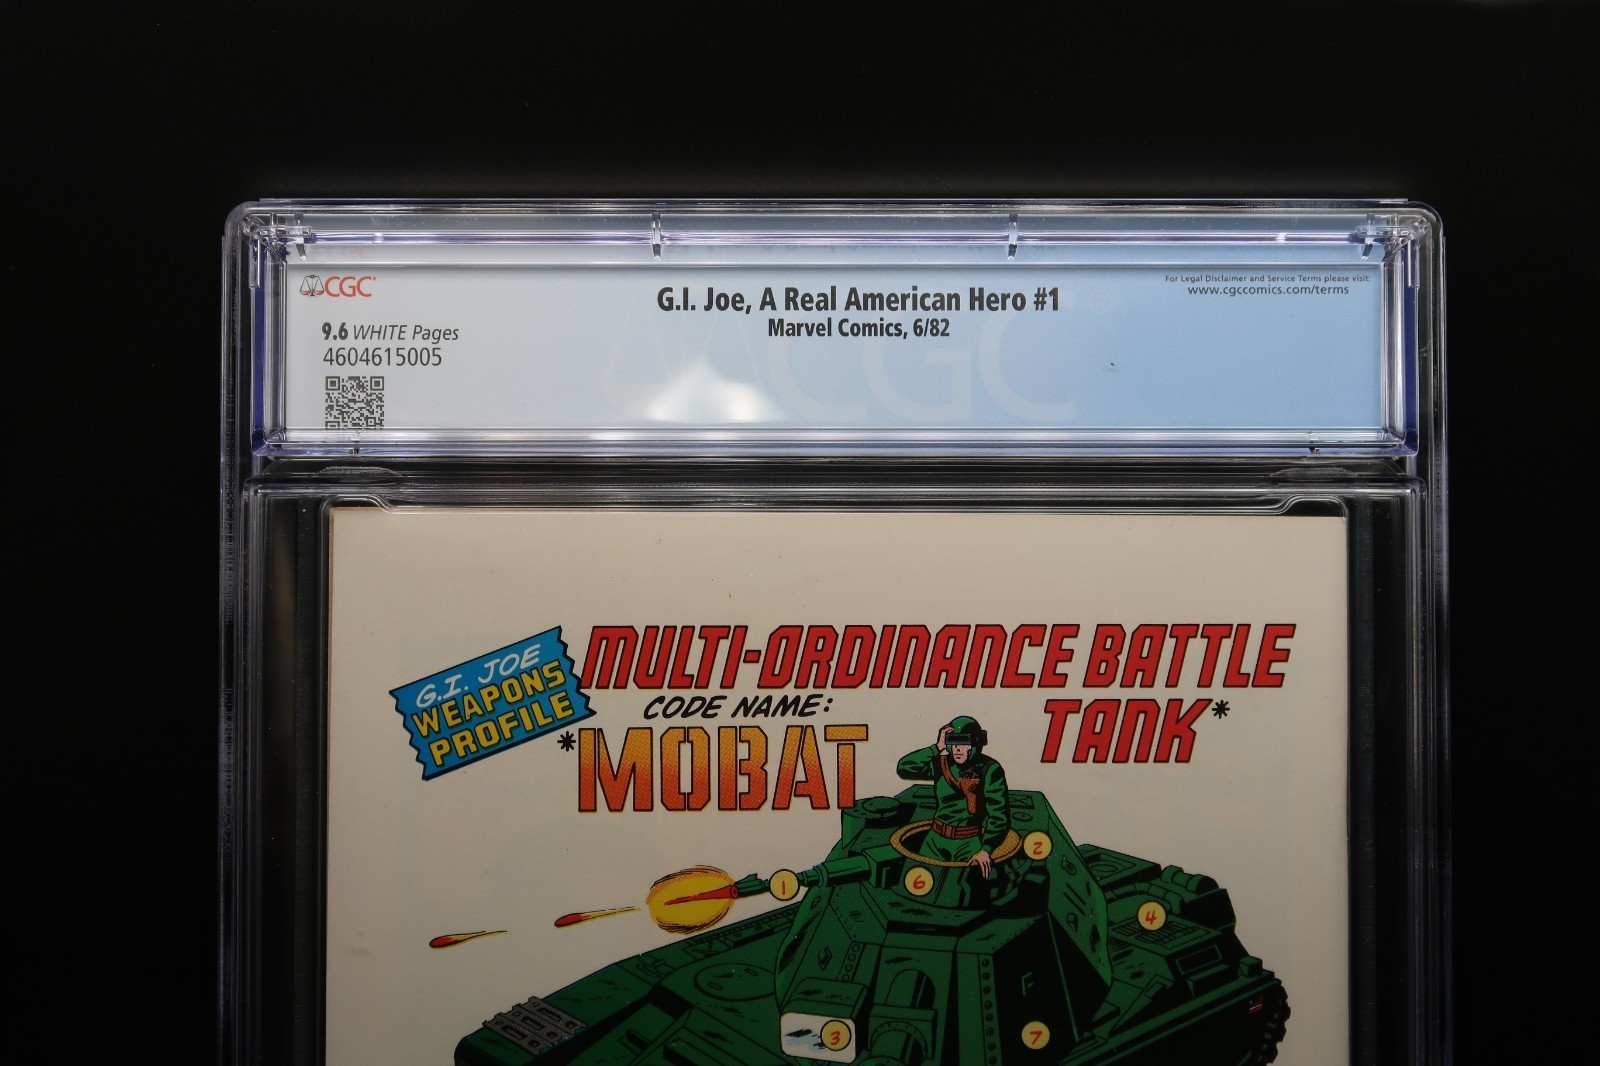 CGC
For Legal Disclaimer and Service Terms please visit:
www.cgccomics.com/terms
G.I. Joe, A Real American Hero #1
Marvel Comics, 6/82
9.6 WHITE Pages
4604615005
CGC
G.I. JOE
WEAPONS
PROFILE
MULTI-ORDINANCE BATTLE
TANK*
CODE NAME:
*MOBAT
2
1
6
4
3
7